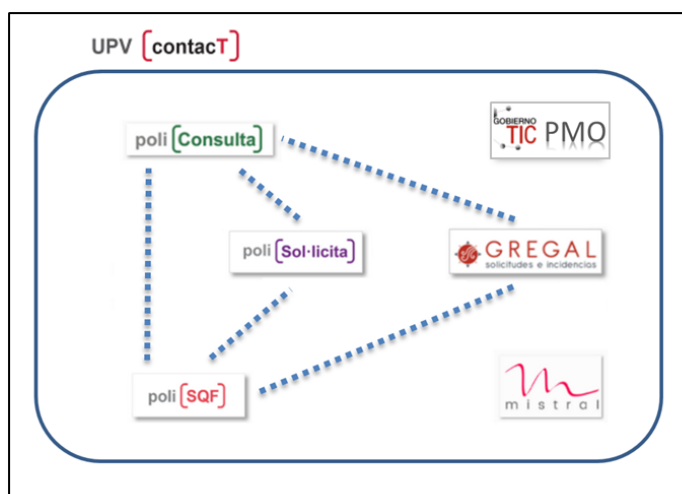 UPV [contacT]
poli [Consulta]
GOBIERNO
TIC PMO
poli [Sol·licita]
GREGAL
solicitudes e incidencias
poli [SQF]
mistral